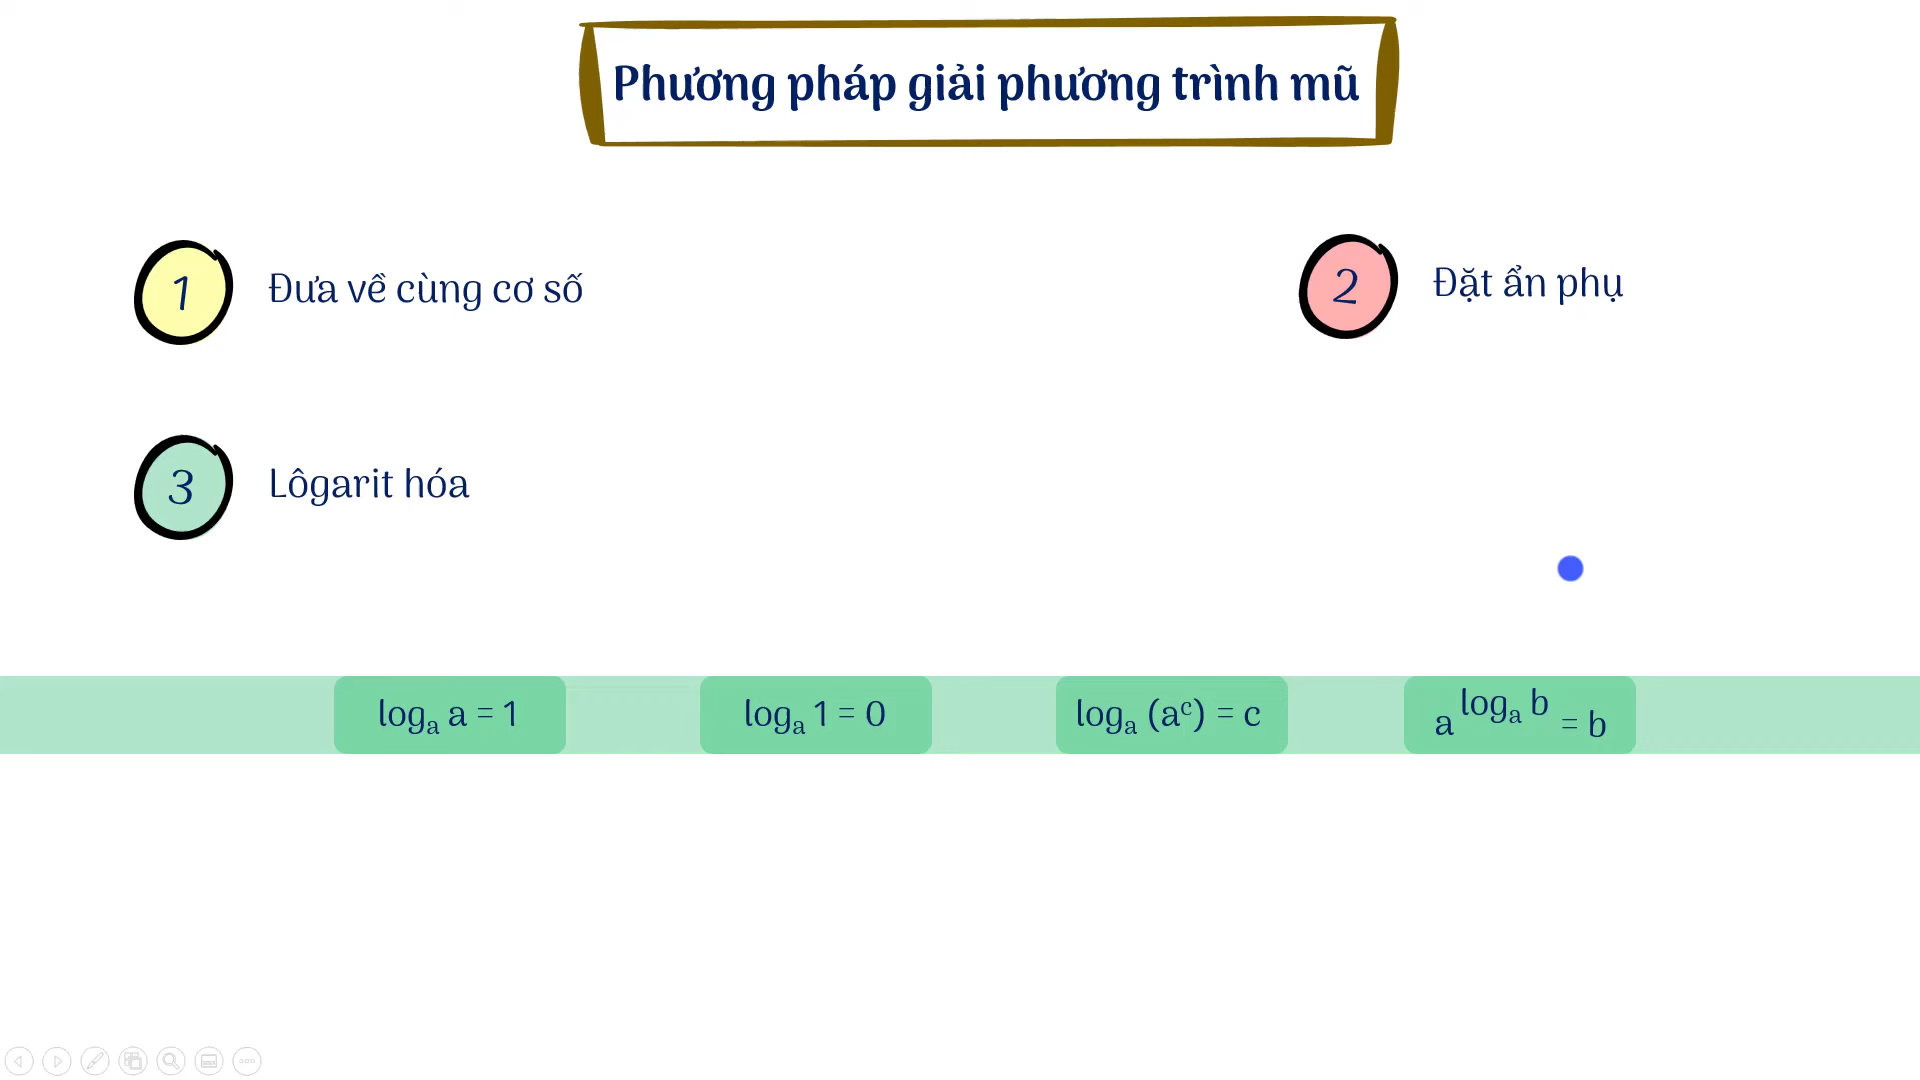 Phương pháp giải phương trình mũ
1 Đưa về cùng cơ số
2 Đặt ẩn phụ
3 Lôgarit hóa
logₐ a = 1
logₐ 1 = 0
logₐ (aᶜ) = c
a^(logₐ b) = b